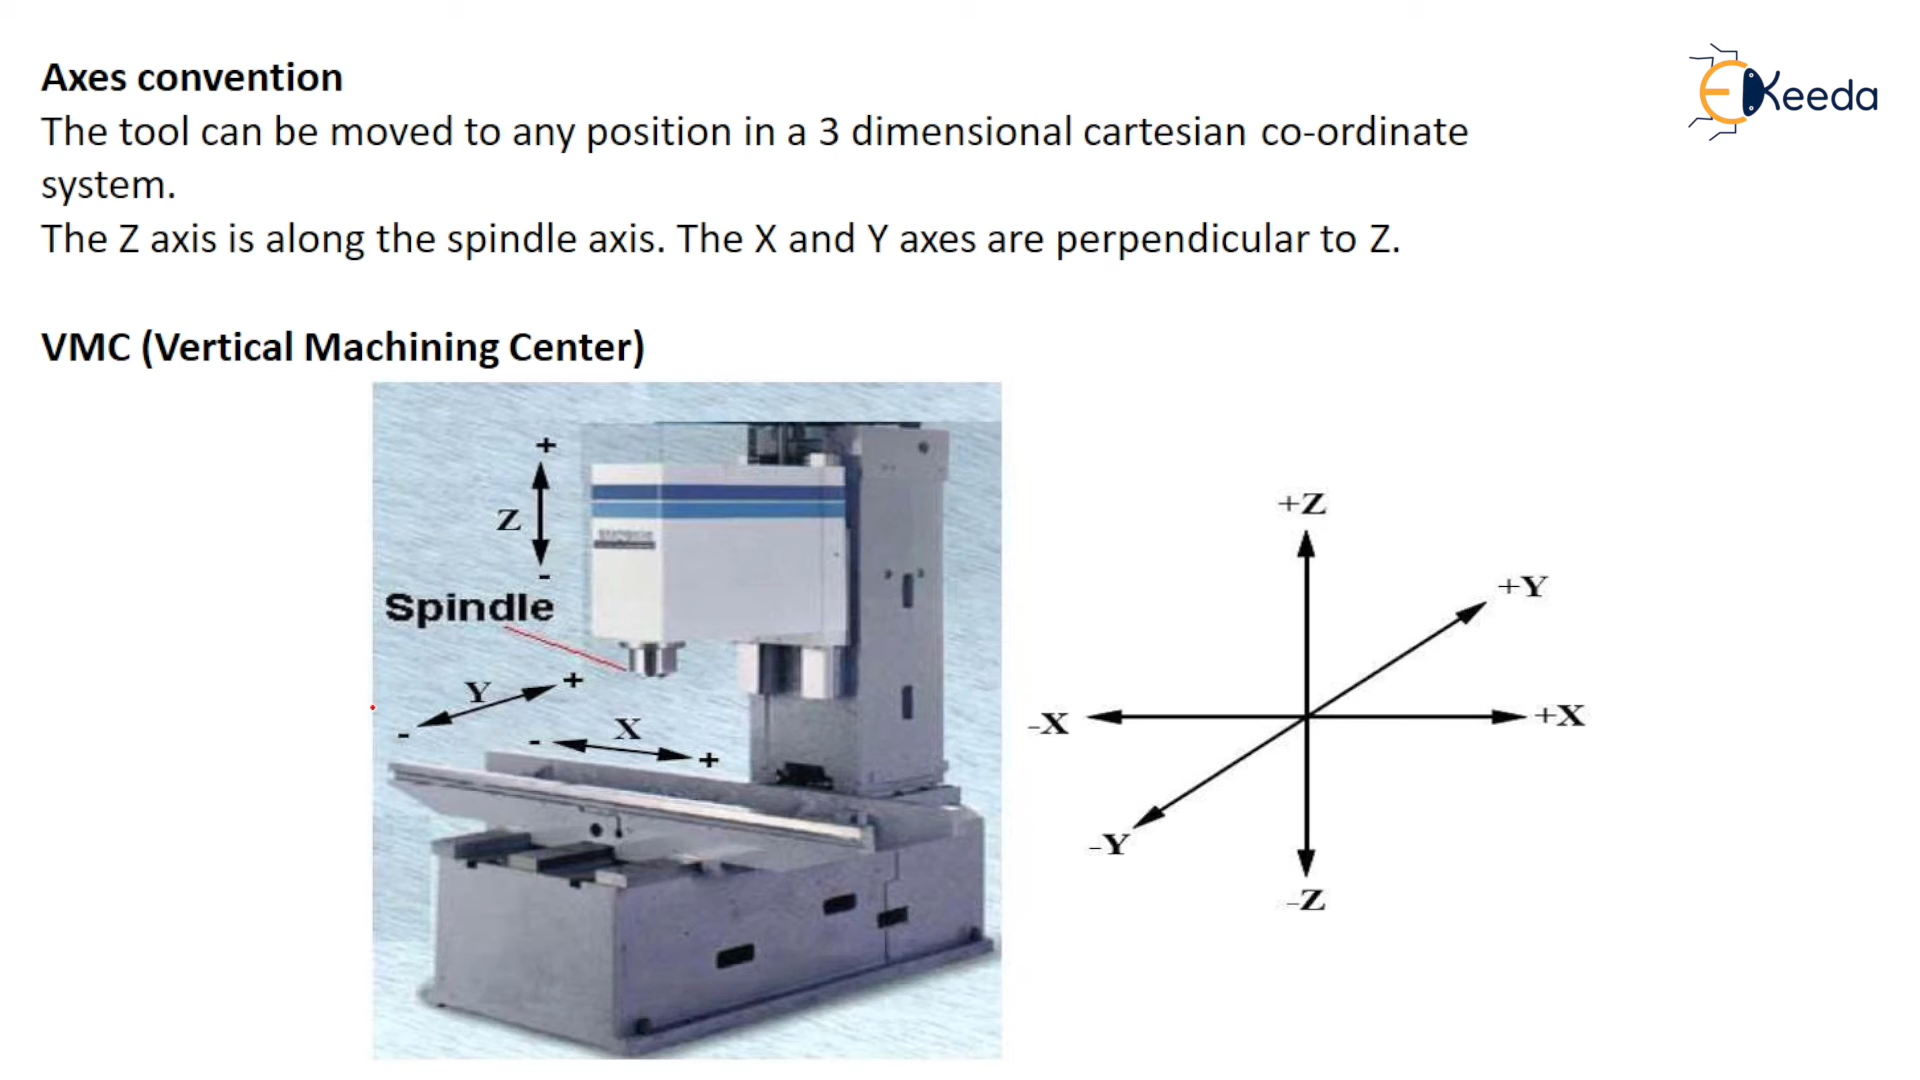 Axes convention
The tool can be moved to any position in a 3 dimensional cartesian co-ordinate
system.
The Z axis is along the spindle axis. The X and Y axes are perpendicular to Z.
EKeeda
VMC (Vertical Machining Center)
+
Z
-
Spindle
Y
+
-
-
X
+
+Z
+Y
-X
+X
-Y
-Z